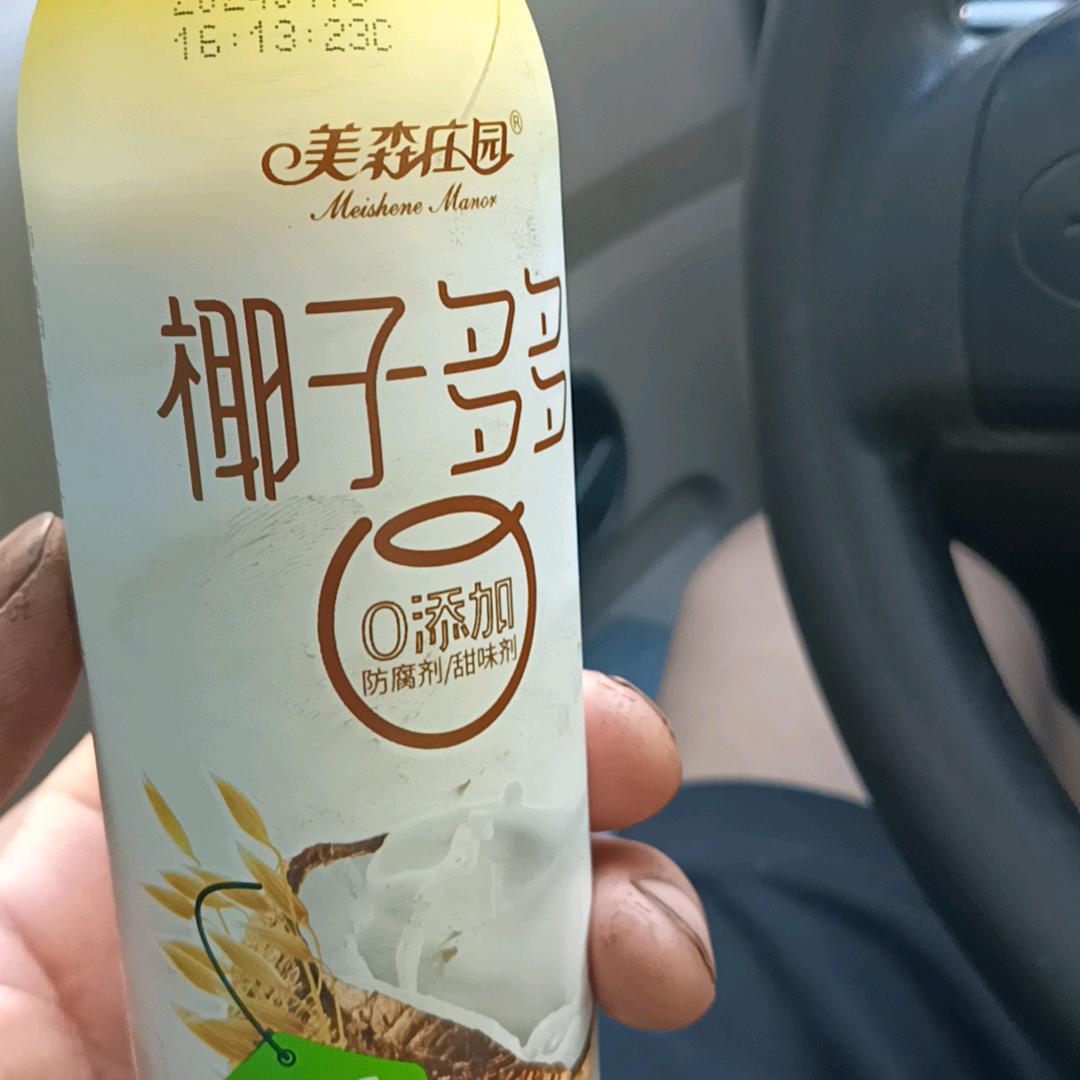 16:13:23C
美森庄园®
Meishene Manor
椰子多多
0添加
防腐剂/甜味剂